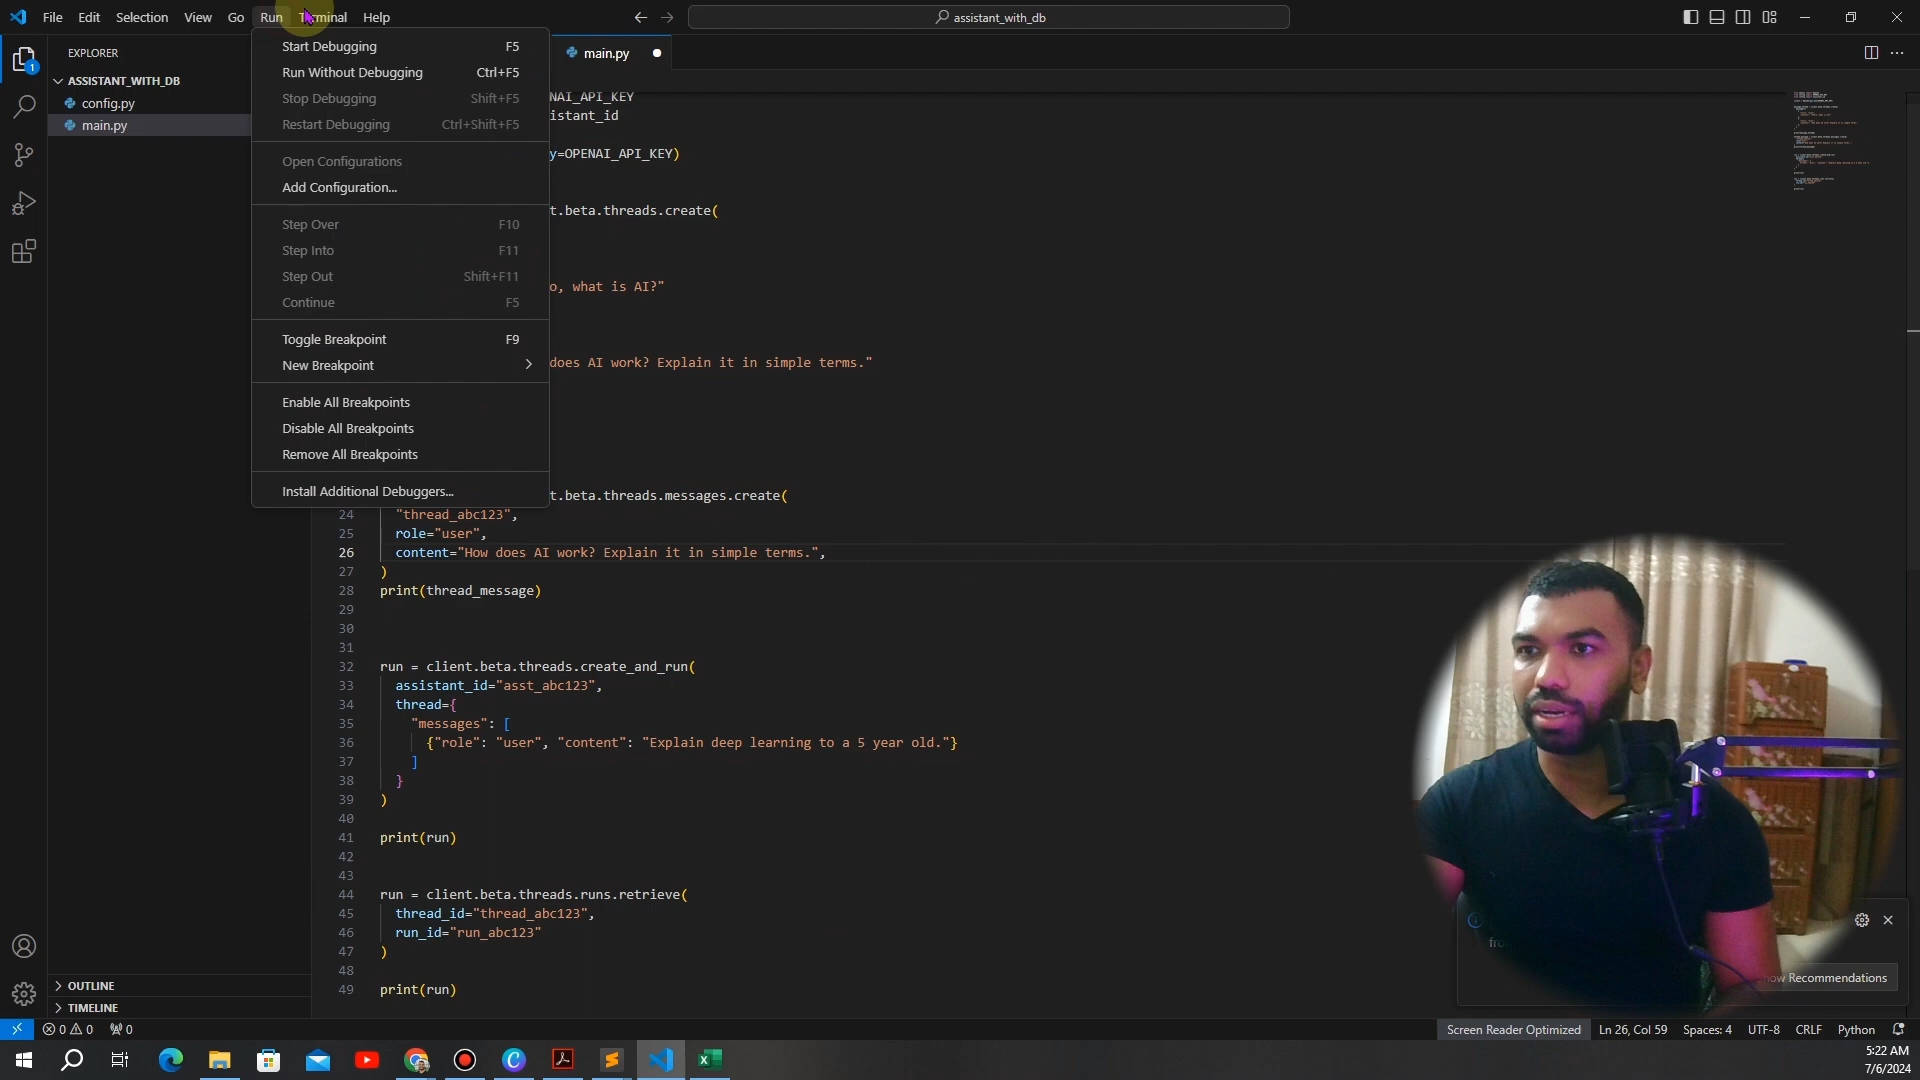 File Edit Selection View Go Run Terminal Help
assistant_with_db
EXPLORER
main.py
ASSISTANT_WITH_DB
config.py
main.py
1
Start Debugging F5
Run Without Debugging Ctrl+F5
Stop Debugging Shift+F5
Restart Debugging Ctrl+Shift+F5
Open Configurations
Add Configuration...
Step Over F10
Step Into F11
Step Out Shift+F11
Continue F5
Toggle Breakpoint F9
New Breakpoint
Enable All Breakpoints
Disable All Breakpoints
Remove All Breakpoints
Install Additional Debuggers...
NAI_API_KEY
istant_id
y=OPENAI_API_KEY)
t.beta.threads.create(
o, what is AI?"
does AI work? Explain it in simple terms."
t.beta.threads.messages.create(
24 "thread_abc123",
25 role="user",
26 content="How does AI work? Explain it in simple terms.",
27 )
28 print(thread_message)
29
30
31
32 run = client.beta.threads.create_and_run(
33 assistant_id="asst_abc123",
34 thread={
35 "messages": [
36 {"role": "user", "content": "Explain deep learning to a 5 year old."}
37 ]
38 }
39 )
40
41 print(run)
42
43
44 run = client.beta.threads.runs.retrieve(
45 thread_id="thread_abc123",
46 run_id="run_abc123"
47 )
48
49 print(run)
OUTLINE
TIMELINE
fro
ow Recommendations
0 0 0
Screen Reader Optimized Ln 26, Col 59 Spaces: 4 UTF-8 CRLF Python
5:22 AM
7/6/2024